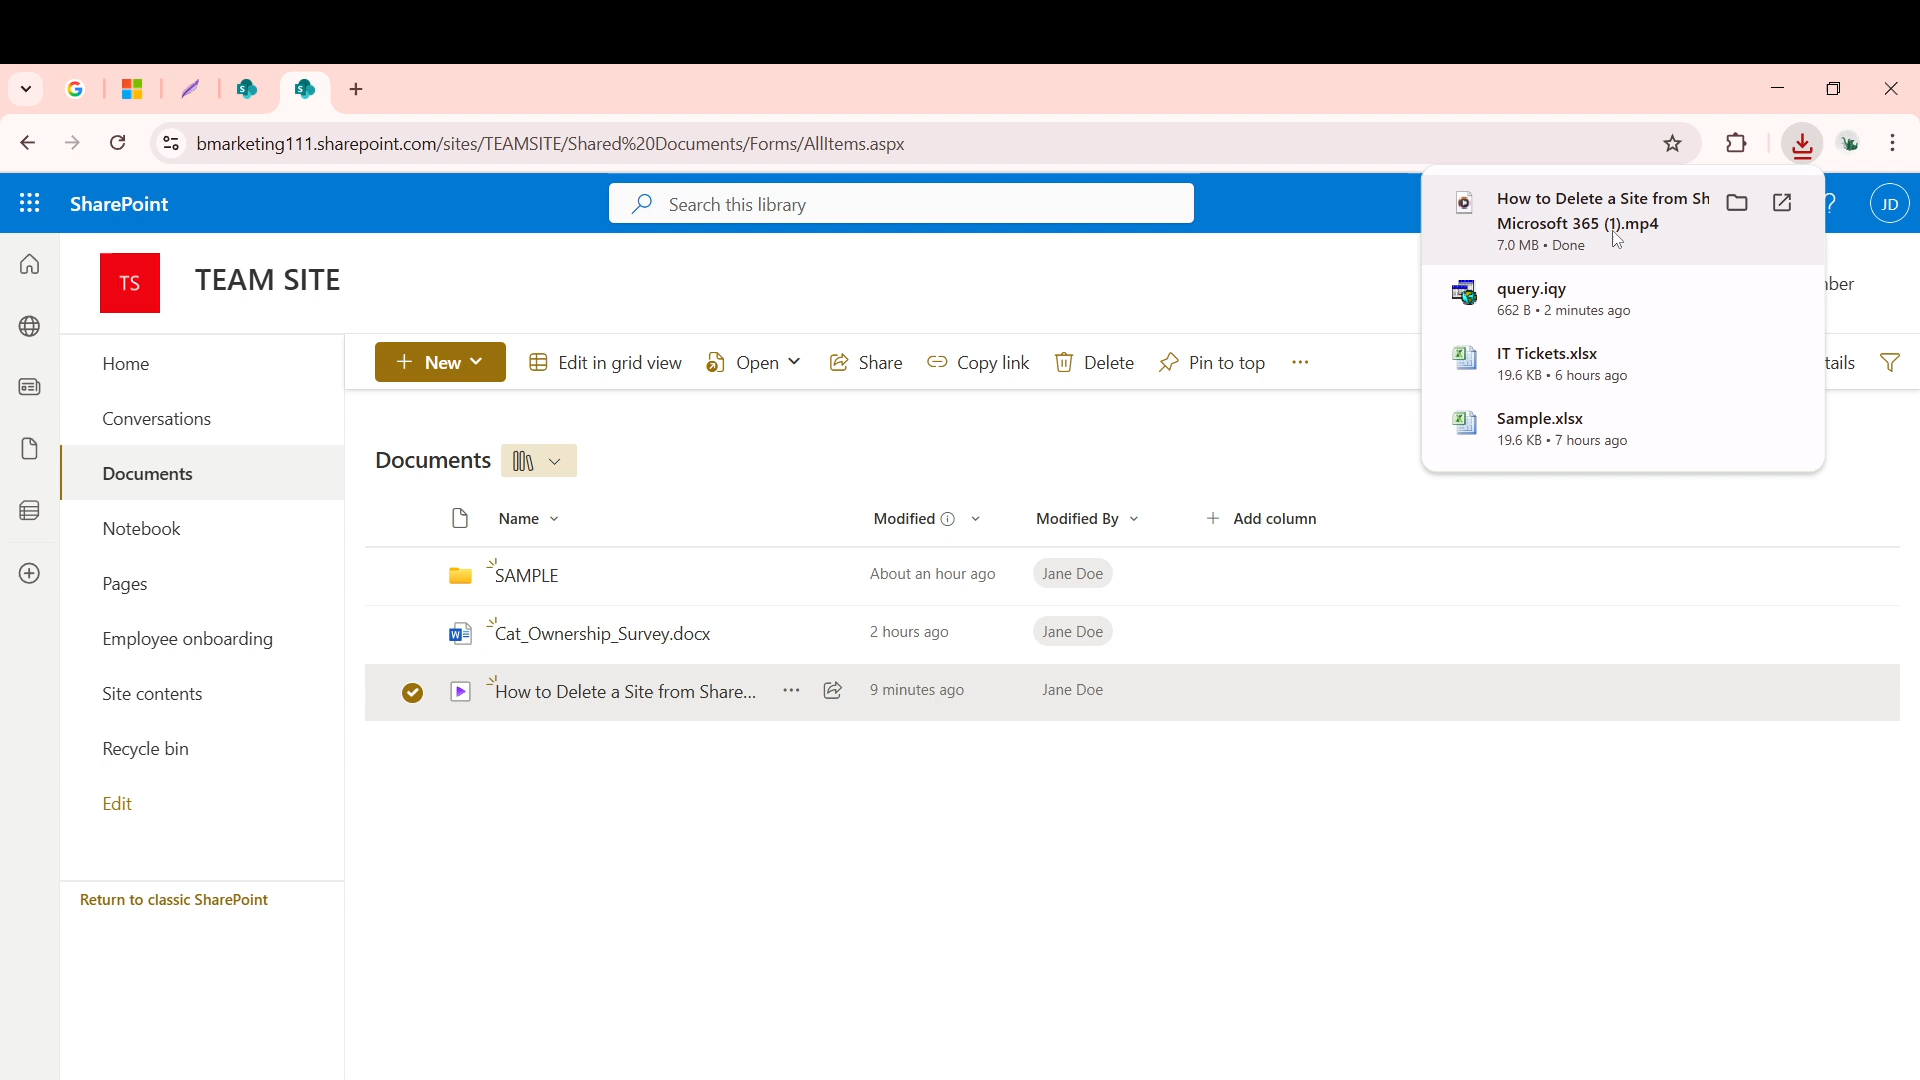 bmarketing111.sharepoint.com/sites/TEAMSITE/Shared%20Documents/Forms/AllItems.aspx
SharePoint
Search this library
JD
How to Delete a Site from Sh
Microsoft 365 (1).mp4
7.0 MB • Done
query.iqy
662 B • 2 minutes ago
IT Tickets.xlsx
19.6 KB • 6 hours ago
Sample.xlsx
19.6 KB • 7 hours ago
TS
TEAM SITE
Home
Conversations
Documents
Notebook
Pages
Employee onboarding
Site contents
Recycle bin
Edit
Return to classic SharePoint
+ New
Edit in grid view
Open
Share
Copy link
Delete
Pin to top
...
Documents
Name
Modified
Modified By
+ Add column
SAMPLE
About an hour ago
Jane Doe
Cat_Ownership_Survey.docx
2 hours ago
Jane Doe
How to Delete a Site from Share...
9 minutes ago
Jane Doe